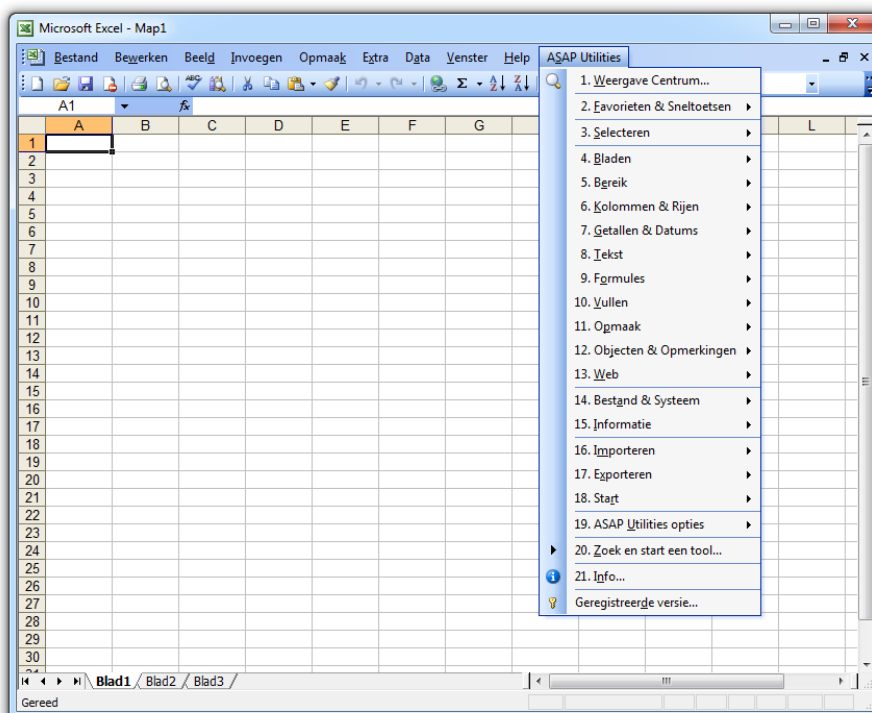 Microsoft Excel - Map1
Bestand Bewerken Beeld Invoegen Opmaak Extra Data Venster Help ASAP Utilities
A1 fx
A B C D E F G L
1
2
3
4
5
6
7
8
9
10
11
12
13
14
15
16
17
18
19
20
21
22
23
24
25
26
27
28
29
30
1. Weergave Centrum...
2. Favorieten & Sneltoetsen
3. Selecteren
4. Bladen
5. Bereik
6. Kolommen & Rijen
7. Getallen & Datums
8. Tekst
9. Formules
10. Vullen
11. Opmaak
12. Objecten & Opmerkingen
13. Web
14. Bestand & Systeem
15. Informatie
16. Importeren
17. Exporteren
18. Start
19. ASAP Utilities opties
20. Zoek en start een tool...
21. Info...
Geregistreerde versie...
Blad1 Blad2 Blad3
Gereed